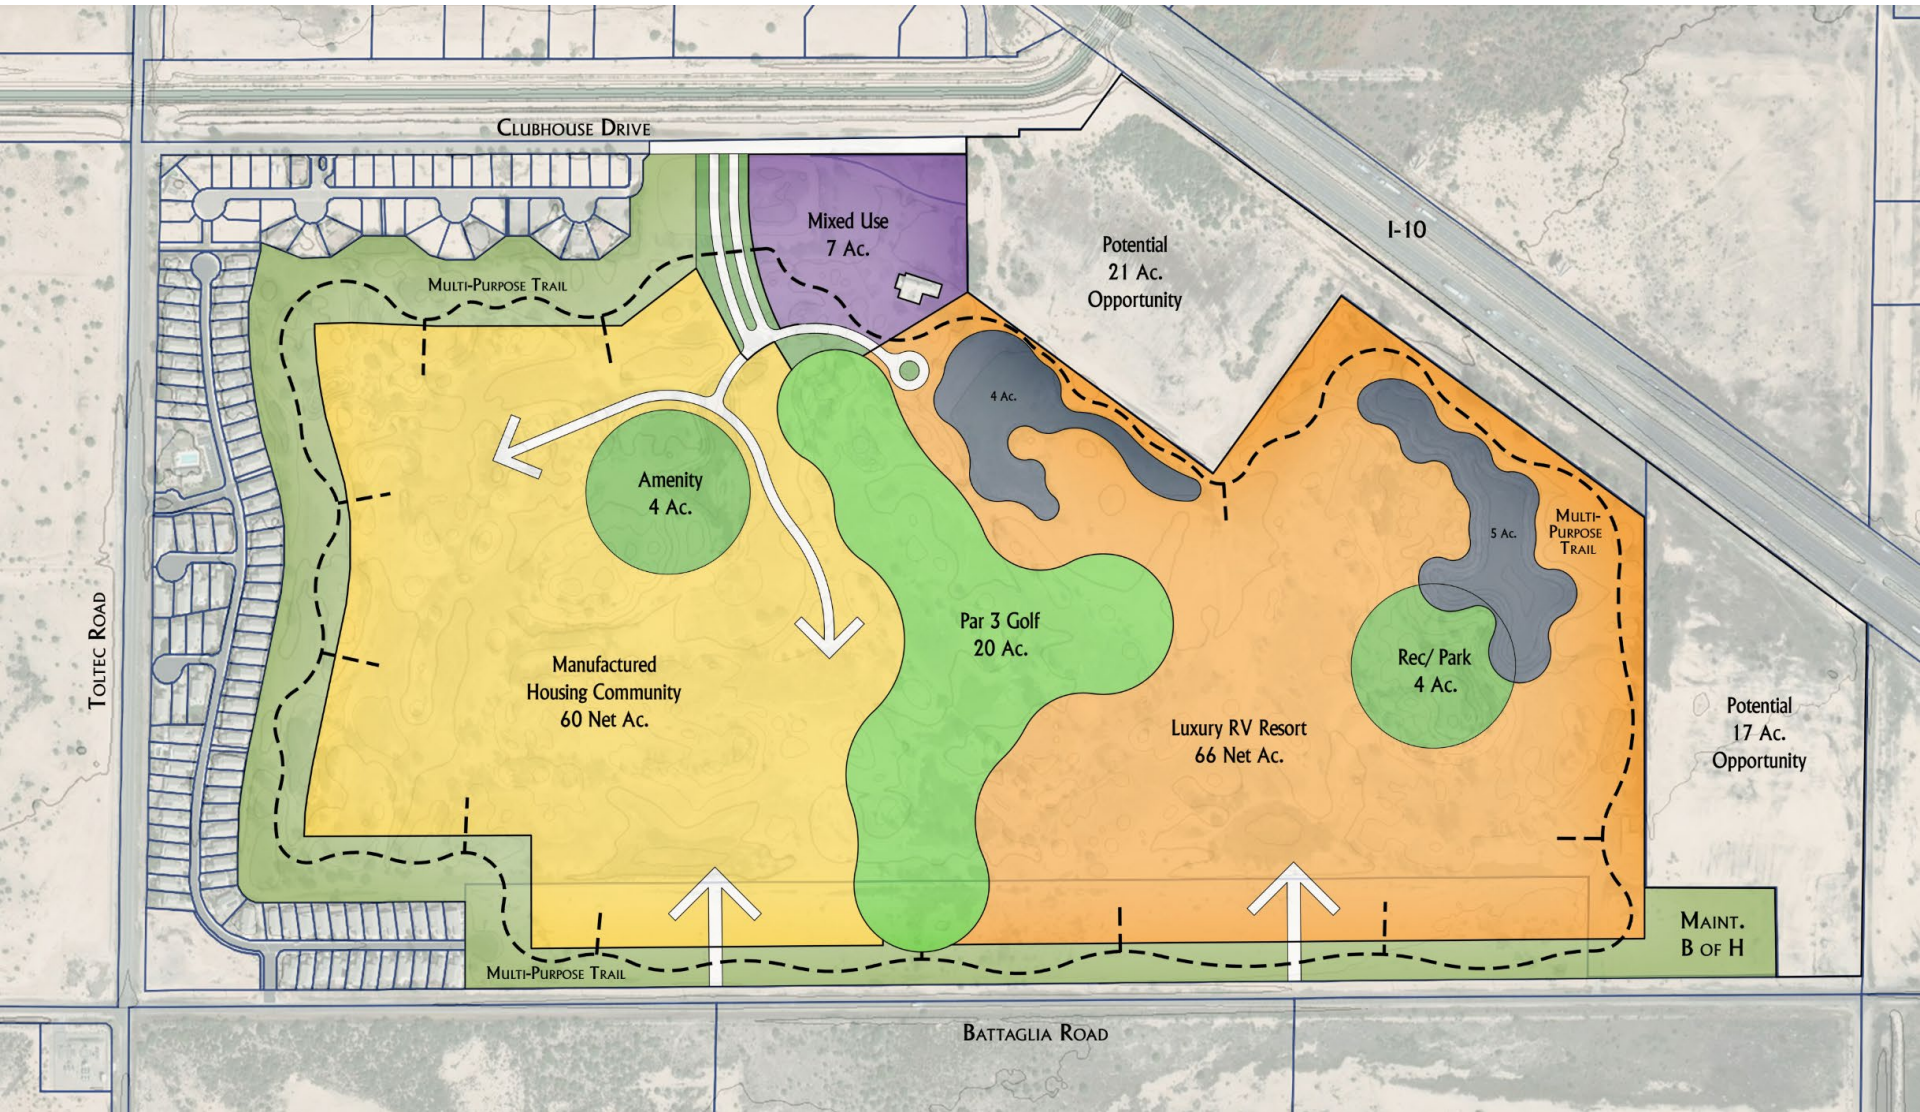 CLUBHOUSE DRIVE
I-10
Mixed Use
7 Ac.
Potential
21 Ac.
Opportunity
MULTI-PURPOSE TRAIL
4 Ac.
Amenity
4 Ac.
MULTI-
PURPOSE
TRAIL
5 Ac.
TOLTEC ROAD
Par 3 Golf
20 Ac.
Manufactured
Housing Community
60 Net Ac.
Rec/ Park
4 Ac.
Luxury RV Resort
66 Net Ac.
Potential
17 Ac.
Opportunity
MAINT.
B OF H
MULTI-PURPOSE TRAIL
BATTAGLIA ROAD